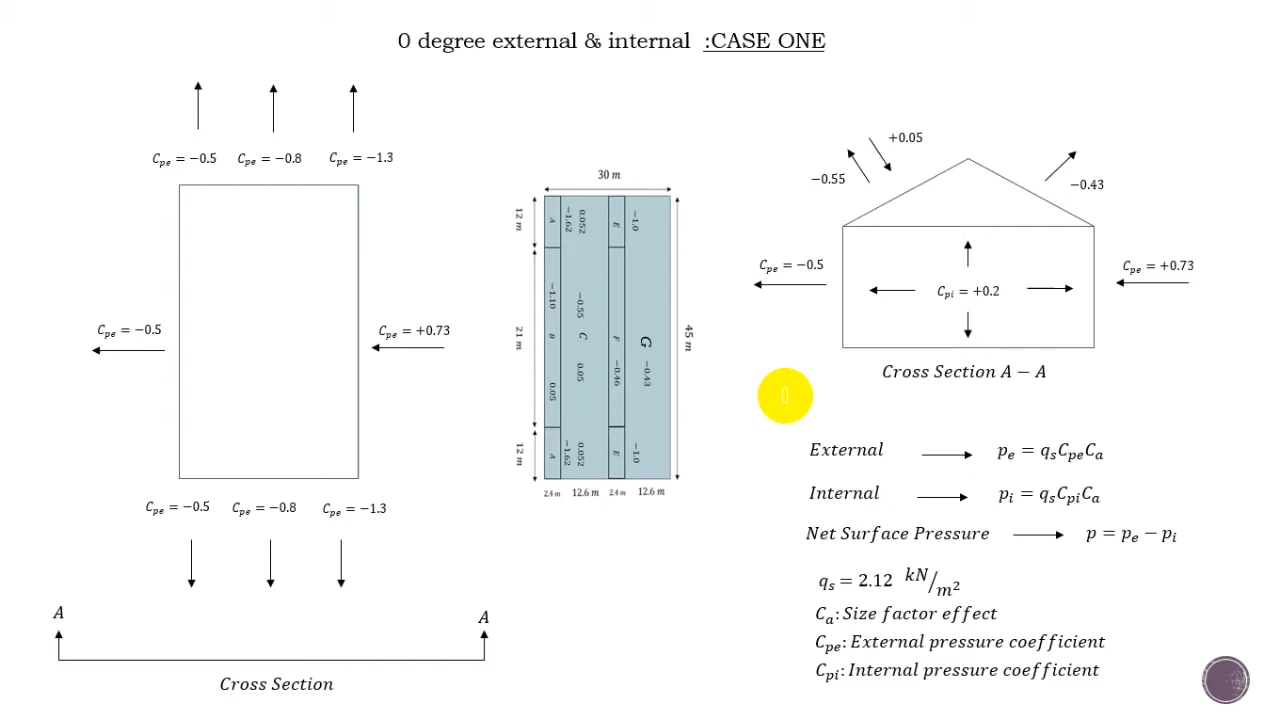 0 degree external & internal :CASE ONE
Cpe = −0.5 Cpe = −0.8 Cpe = −1.3
Cpe = −0.5
Cpe = +0.73
Cpe = −0.5 Cpe = −0.8 Cpe = −1.3
A
A
Cross Section
30 m
12 m
21 m
12 m
45 m
A
−1.62
0.052
E
−1.0
−1.10
B
0.05
−0.55
C
0.05
F
−0.46
G
−0.43
A
−1.62
0.052
E
−1.0
2.4 m 12.6 m 2.4 m 12.6 m
+0.05
−0.55
−0.43
Cpe = −0.5
Cpi = +0.2
Cpe = +0.73
Cross Section A − A
External pe = qsCpeCa
Internal pi = qsCpiCa
Net Surface Pressure p = pe − pi
qs = 2.12 kN/m²
Ca: Size factor effect
Cpe: External pressure coefficient
Cpi: Internal pressure coefficient